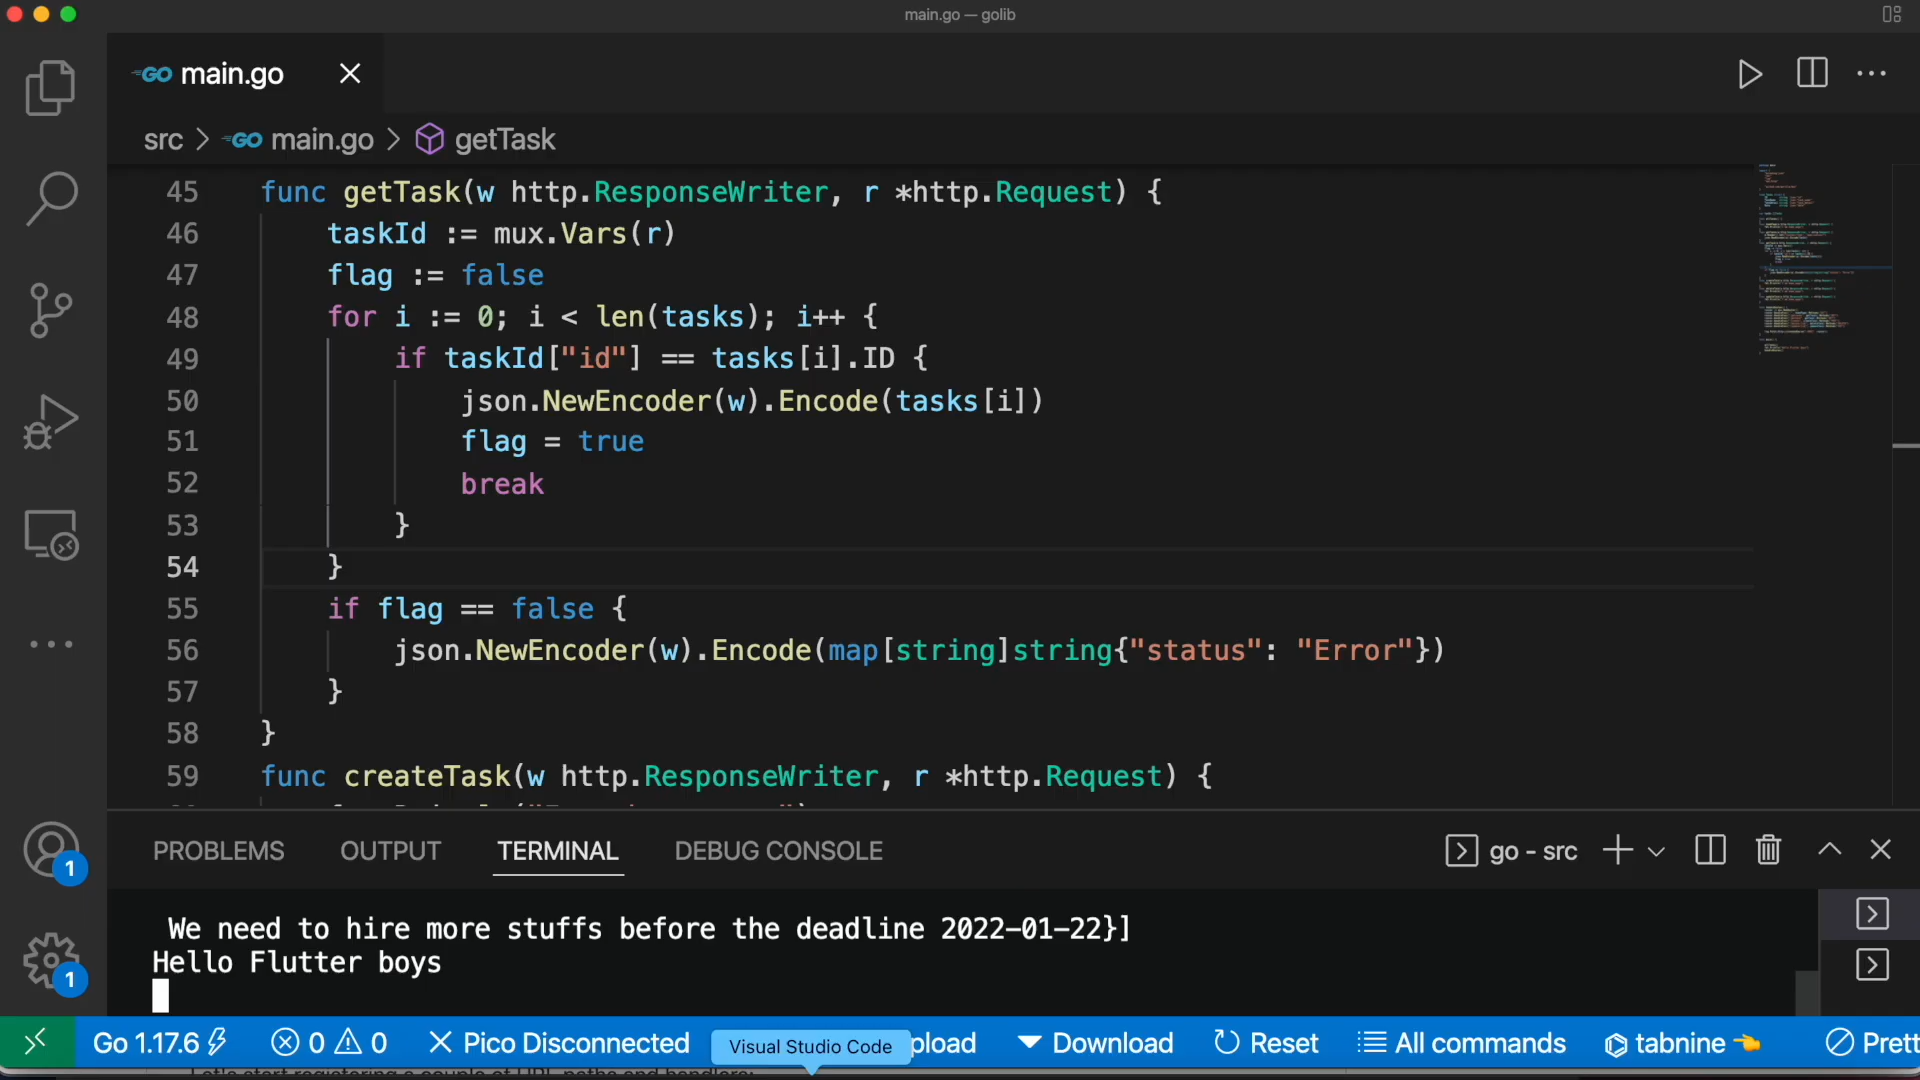 main.go — golib
GO main.go
src > GO main.go > getTask
45 func getTask(w http.ResponseWriter, r *http.Request) {
46 taskId := mux.Vars(r)
47 flag := false
48 for i := 0; i < len(tasks); i++ {
49 if taskId["id"] == tasks[i].ID {
50 json.NewEncoder(w).Encode(tasks[i])
51 flag = true
52 break
53 }
54 }
55 if flag == false {
56 json.NewEncoder(w).Encode(map[string]string{"status": "Error"})
57 }
58 }
59 func createTask(w http.ResponseWriter, r *http.Request) {
PROBLEMS OUTPUT TERMINAL DEBUG CONSOLE go - src
1
We need to hire more stuffs before the deadline 2022-01-22}]
Hello Flutter boys
1
Go 1.17.6 0 0 Pico Disconnected Visual Studio Code pload Download Reset All commands tabnine Prett